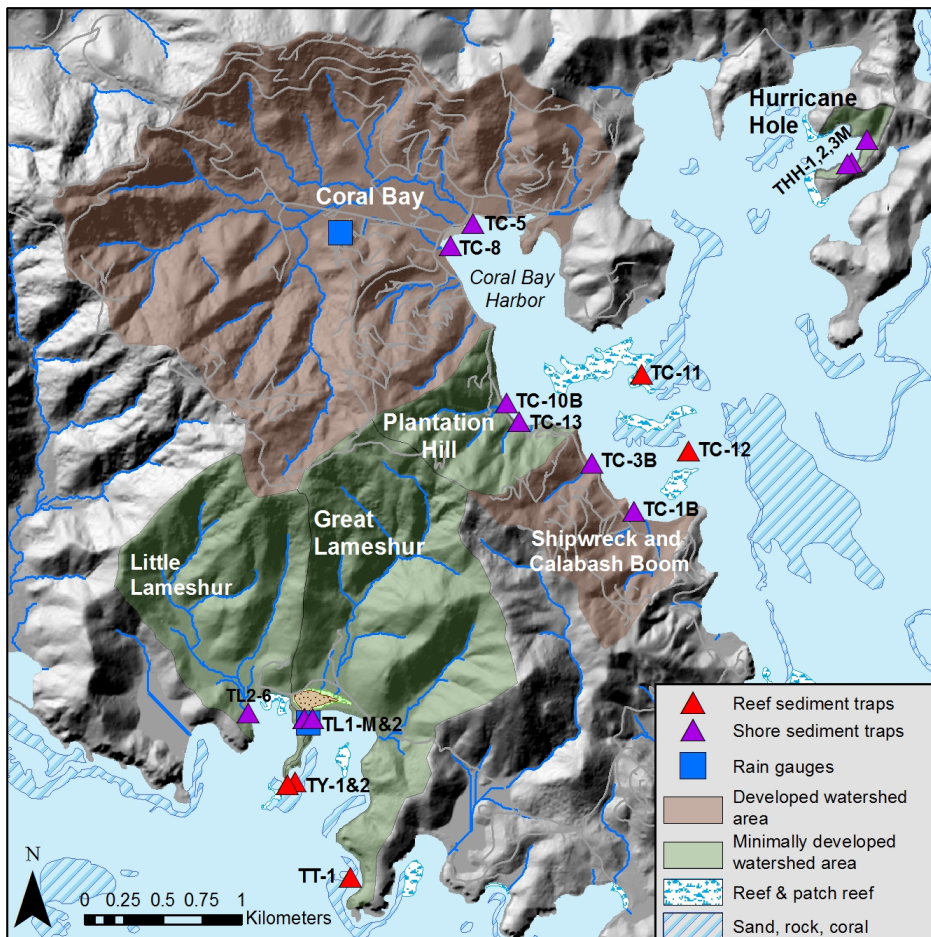 Hurricane
Hole
THH-1,2,3M
Coral Bay
TC-5
TC-8
Coral Bay
Harbor
TC-11
TC-10B
Plantation
Hill
TC-13
TC-12
TC-3B
TC-1B
Great
Lameshur
Shipwreck and
Calabash Boom
Little
Lameshur
TL2-6
TL1-M&2
TY-1&2
TT-1
N
0 0.25 0.5 0.75 1
Kilometers
Reef sediment traps
Shore sediment traps
Rain gauges
Developed watershed
area
Minimally developed
watershed area
Reef & patch reef
Sand, rock, coral